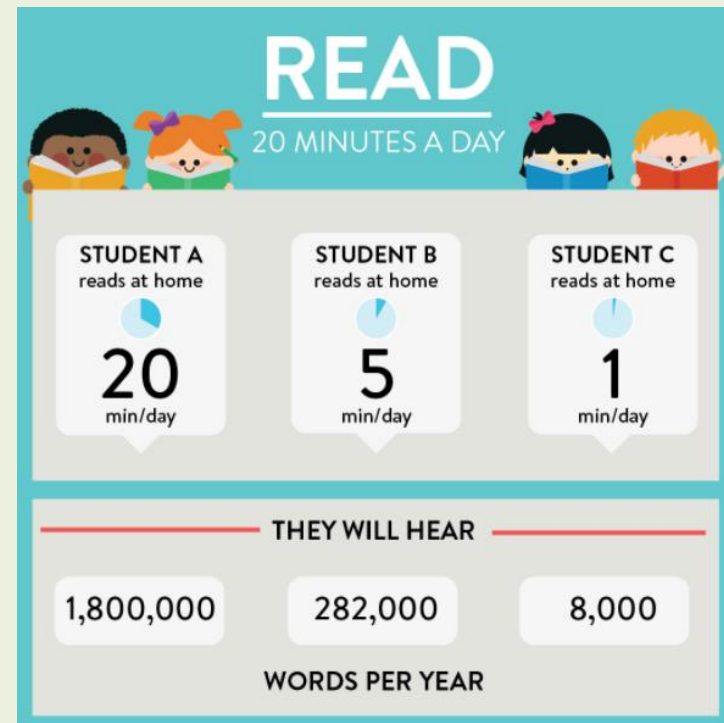 READ
20 MINUTES A DAY
STUDENT A
reads at home
20
min/day
STUDENT B
reads at home
5
min/day
STUDENT C
reads at home
1
min/day
THEY WILL HEAR
1,800,000
282,000
8,000
WORDS PER YEAR